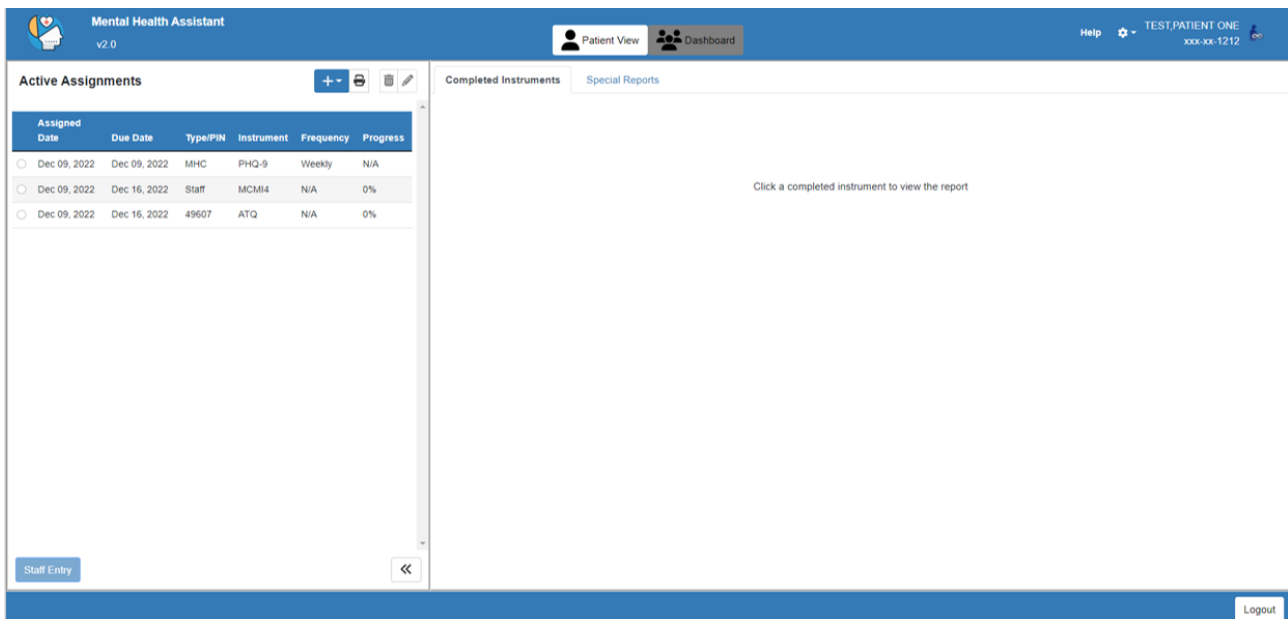 Mental Health Assistant
v2.0
Patient View Dashboard
Help
TEST,PATIENT ONE
xxx-xx-1212
Active Assignments
Assigned Date Due Date Type/PIN Instrument Frequency Progress
Dec 09, 2022 Dec 09, 2022 MHC PHQ-9 Weekly N/A
Dec 09, 2022 Dec 16, 2022 Staff MCMI4 N/A 0%
Dec 09, 2022 Dec 16, 2022 49607 ATQ N/A 0%
Staff Entry
Completed Instruments Special Reports
Click a completed instrument to view the report
Logout